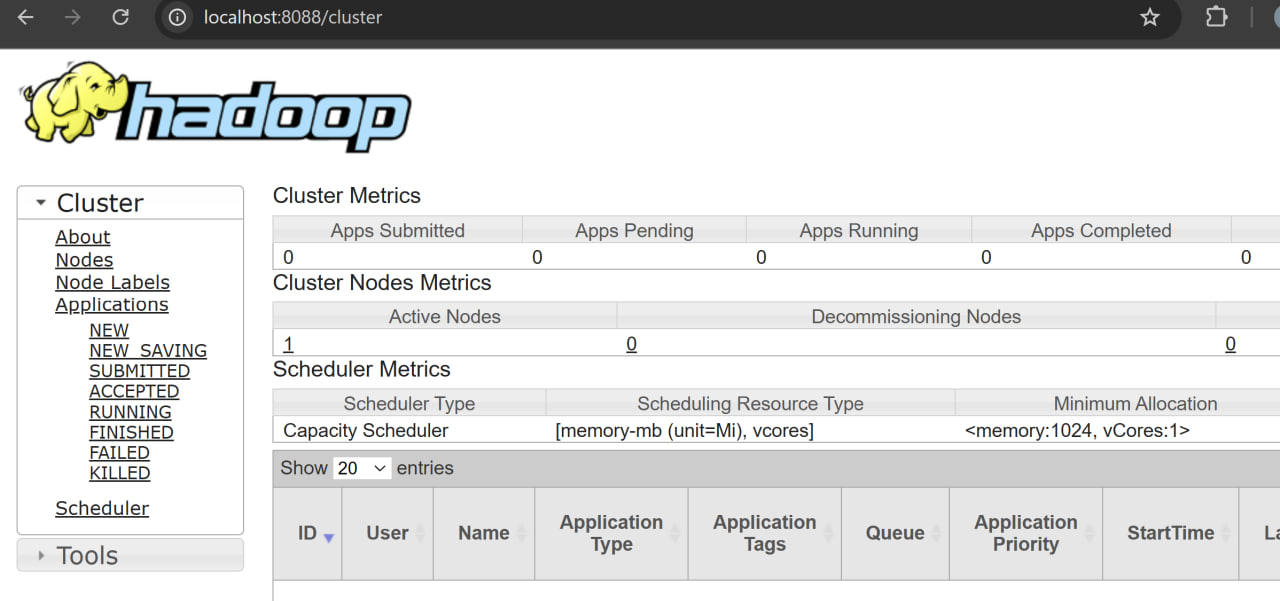 localhost:8088/cluster
hadoop
Cluster
About
Nodes
Node Labels
Applications
NEW
NEW_SAVING
SUBMITTED
ACCEPTED
RUNNING
FINISHED
FAILED
KILLED
Scheduler
Tools
Cluster Metrics
Apps Submitted Apps Pending Apps Running Apps Completed
0 0 0 0 0
Cluster Nodes Metrics
Active Nodes Decommissioning Nodes
1 0 0
Scheduler Metrics
Scheduler Type Scheduling Resource Type Minimum Allocation
Capacity Scheduler [memory-mb (unit=Mi), vcores] <memory:1024, vCores:1>
Show 20 entries
ID User Name Application Type Application Tags Queue Application Priority StartTime